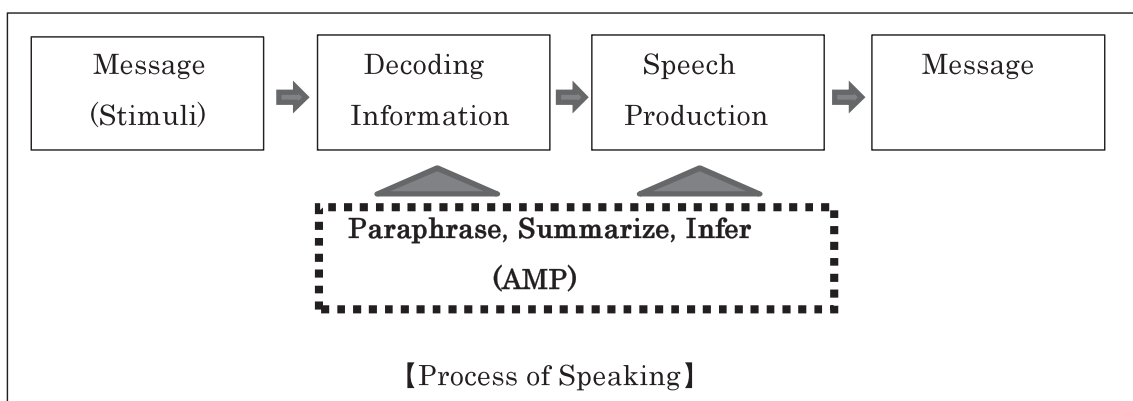 Message
(Stimuli)
Decoding
Information
Speech
Production
Message
Paraphrase, Summarize, Infer
(AMP)
【Process of Speaking】